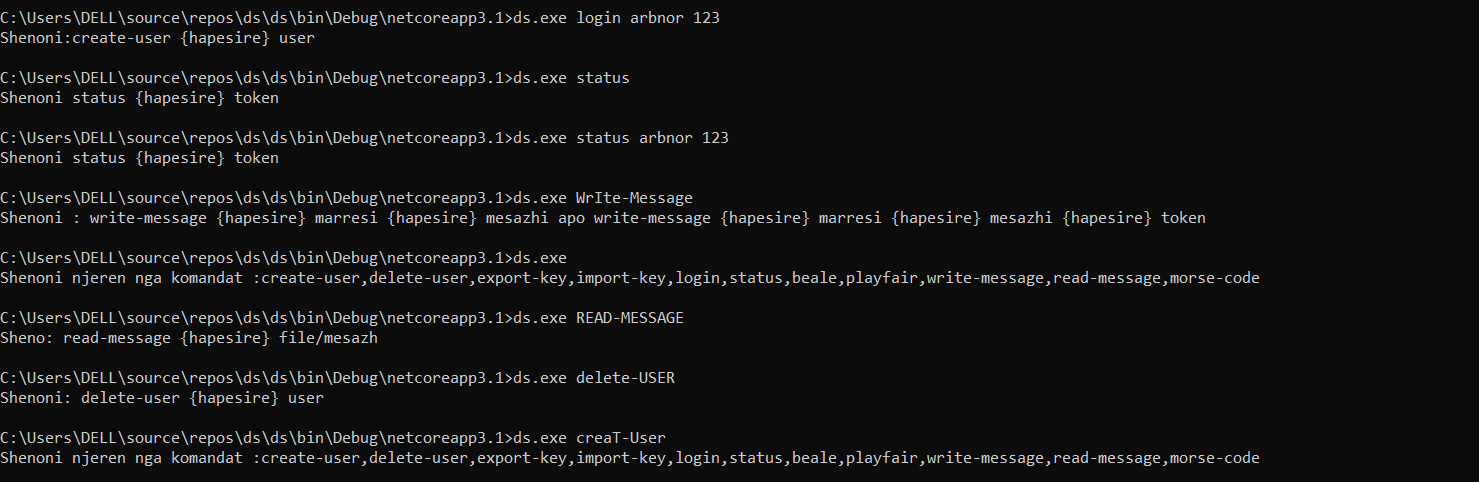 C:\Users\DELL\source\repos\ds\ds\bin\Debug\netcoreapp3.1>ds.exe login arbnor 123
Shenoni:create-user {hapesire} user
C:\Users\DELL\source\repos\ds\ds\bin\Debug\netcoreapp3.1>ds.exe status
Shenoni status {hapesire} token
C:\Users\DELL\source\repos\ds\ds\bin\Debug\netcoreapp3.1>ds.exe status arbnor 123
Shenoni status {hapesire} token
C:\Users\DELL\source\repos\ds\ds\bin\Debug\netcoreapp3.1>ds.exe WrIte-Message
Shenoni : write-message {hapesire} marresi {hapesire} mesazhi apo write-message {hapesire} marresi {hapesire} mesazhi {hapesire} token
C:\Users\DELL\source\repos\ds\ds\bin\Debug\netcoreapp3.1>ds.exe
Shenoni njeren nga komandat :create-user,delete-user,export-key,import-key,login,status,beale,playfair,write-message,read-message,morse-code
C:\Users\DELL\source\repos\ds\ds\bin\Debug\netcoreapp3.1>ds.exe READ-MESSAGE
Sheno: read-message {hapesire} file/mesazh
C:\Users\DELL\source\repos\ds\ds\bin\Debug\netcoreapp3.1>ds.exe delete-USER
Shenoni: delete-user {hapesire} user
C:\Users\DELL\source\repos\ds\ds\bin\Debug\netcoreapp3.1>ds.exe creaT-User
Shenoni njeren nga komandat :create-user,delete-user,export-key,import-key,login,status,beale,playfair,write-message,read-message,morse-code